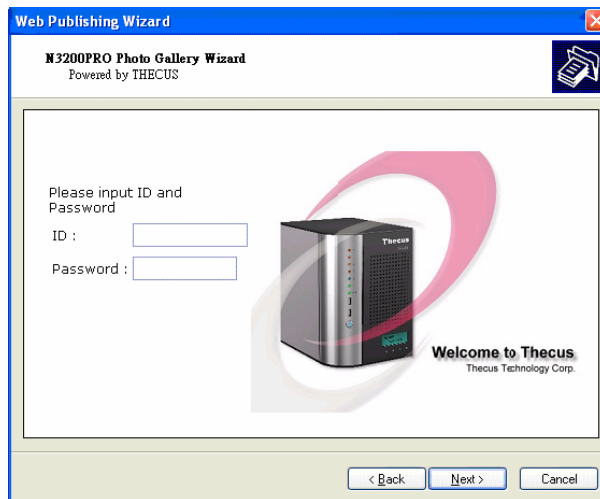 Web Publishing Wizard
N3200PRO Photo Gallery Wizard
Powered by THECUS
Please input ID and
Password
ID :
Password :
Thecus
Welcome to Thecus
Thecus Technology Corp.
< Back
Next >
Cancel